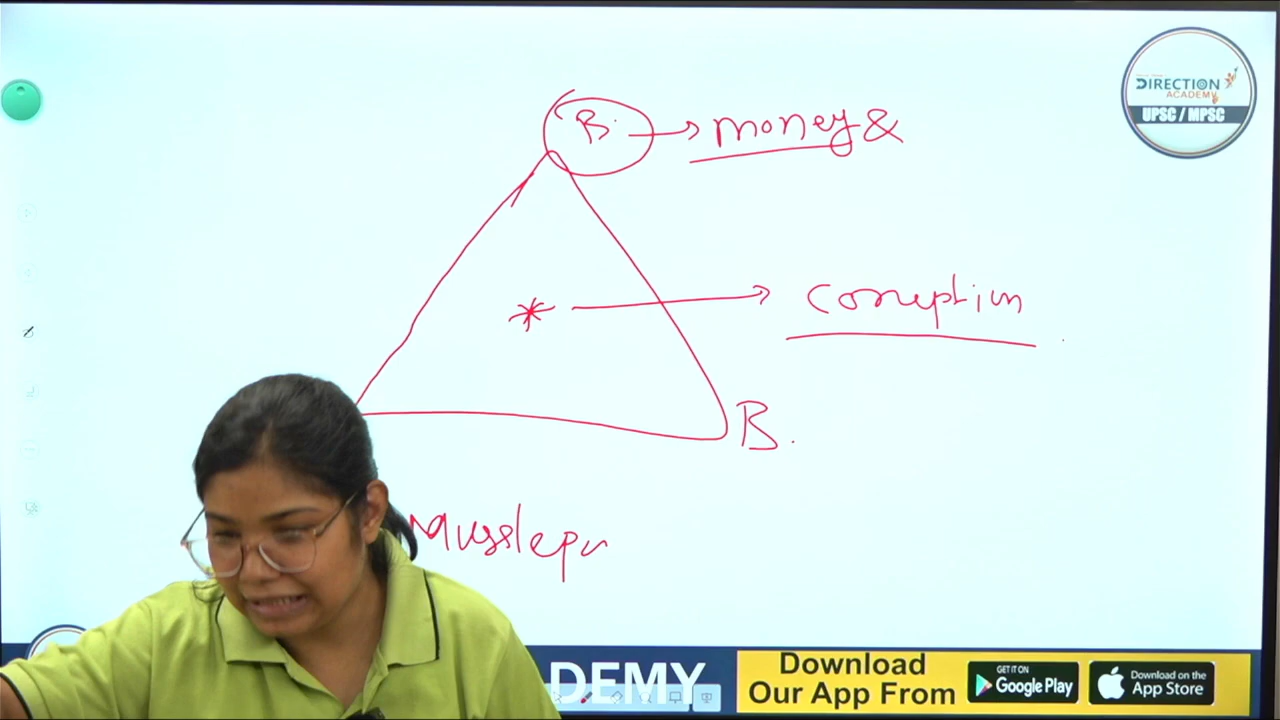 DIRECTION
ACADEMY
UPSC / MPSC
B. → money &
* → corruption
B.
Musslepo
DEMY
Download
Our App From
GET IT ON
Google Play
Download on the
App Store